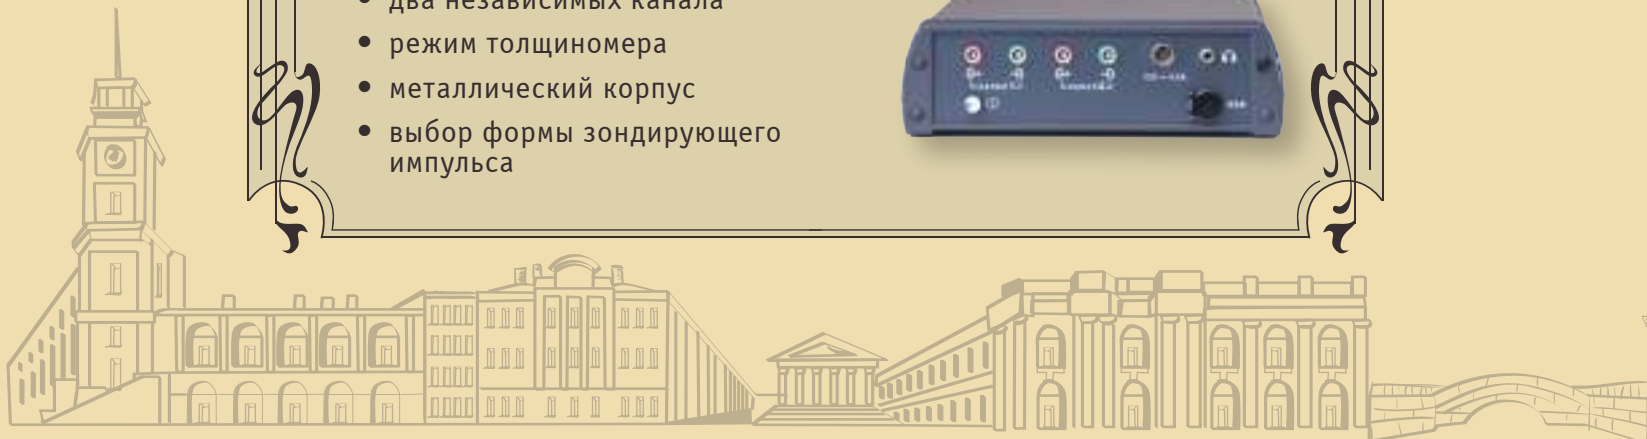 • два независимых канала
• режим толщиномера
• металлический корпус
• выбор формы зондирующего
импульса